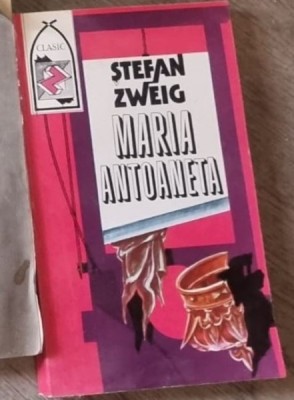 CLASIC
STEFAN
ZWEIG
MARIA
ANTOANETA